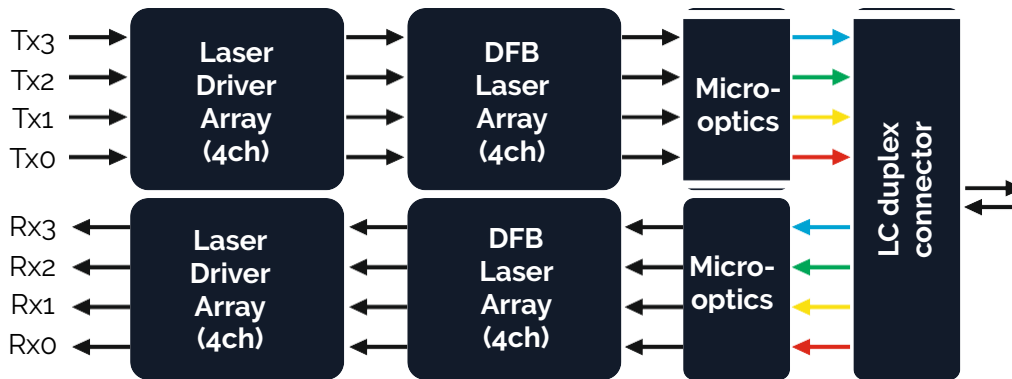 Tx3
Tx2
Tx1
Tx0
Laser
Driver
Array
(4ch)
DFB
Laser
Array
(4ch)
Micro-
optics
LC duplex
connector
Rx3
Rx2
Rx1
Rx0
Laser
Driver
Array
(4ch)
DFB
Laser
Array
(4ch)
Micro-
optics